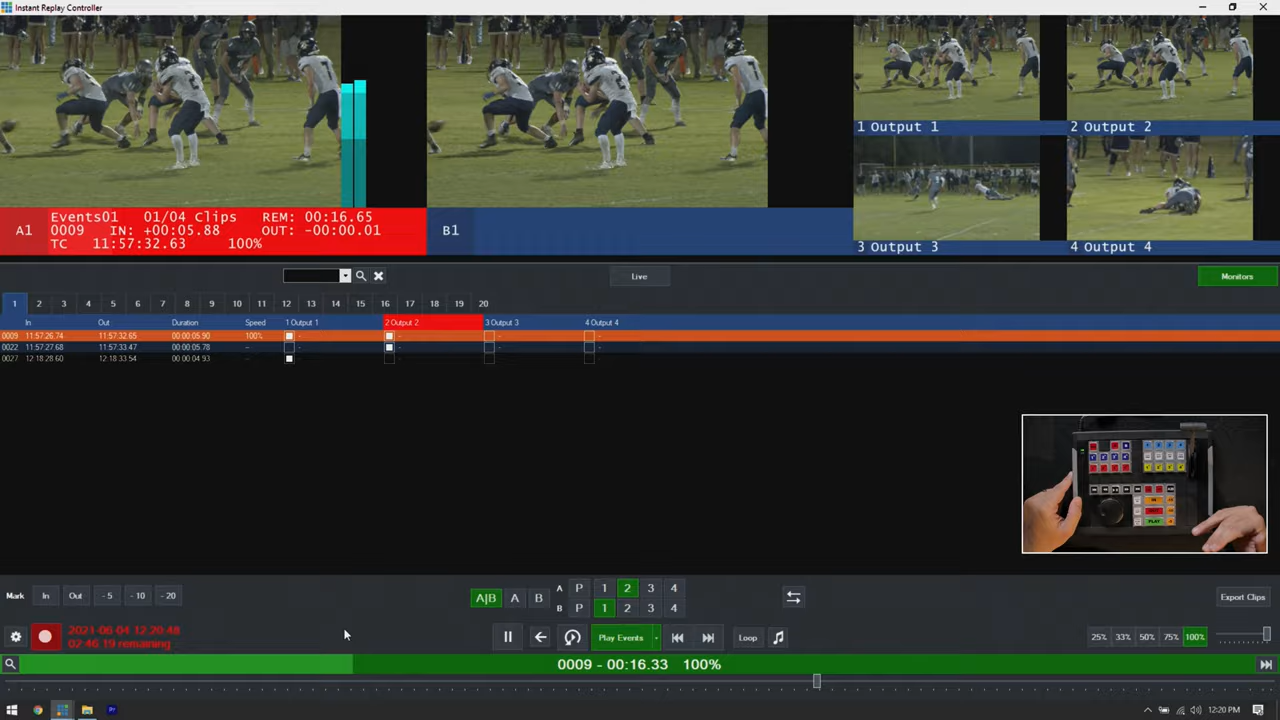 Instant Replay Controller
Events01 01/04 Clips REM: 00:16.65
A1 0009 IN: +00:05.88 OUT: -00:00.01
TC 11:57:32.63 100%
B1
1 Output 1
2 Output 2
3 Output 3
4 Output 4
Live
Monitors
1 2 3 4 5 6 7 8 9 10 11 12 13 14 15 16 17 18 19 20
In Out Duration Speed 1 Output 1 2 Output 2 3 Output 3 4 Output 4
0009 11:57:26.74 11:57:32.65 00:00:05.90 100% - - - -
0022 11:57:27.68 11:57:33.47 00:00:05.78 -- - - - -
0027 12:18:28.60 12:18:33.54 00:00:04.93 -- - - - -
Mark In Out - 5 - 10 - 20
A|B A B
A P 1 2 3 4
B P 1 2 3 4
Export Clips
2021-06-04 12:20:48
02:46:19 remaining
Play Events
Loop
25% 33% 50% 75% 100%
0009 - 00:16.33 100%
Pr
12:20 PM